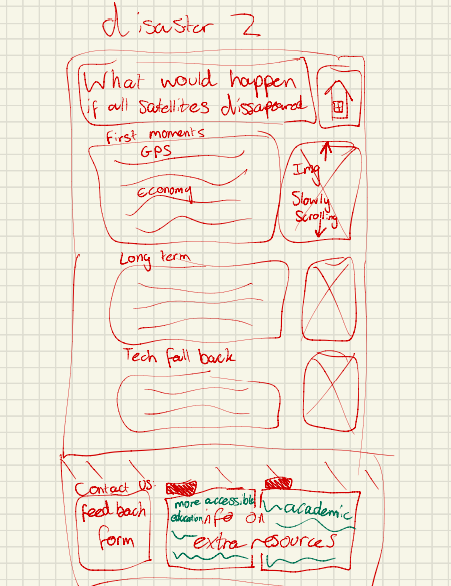 disaster 2
What would happen
if all satellites dissapeared
First moments
GPS
Economy
Img
Slowly
Scrolling
Long term
Tech fall back
Contact us:
feed back
form
more accessible
education
info on
extra resources
academic